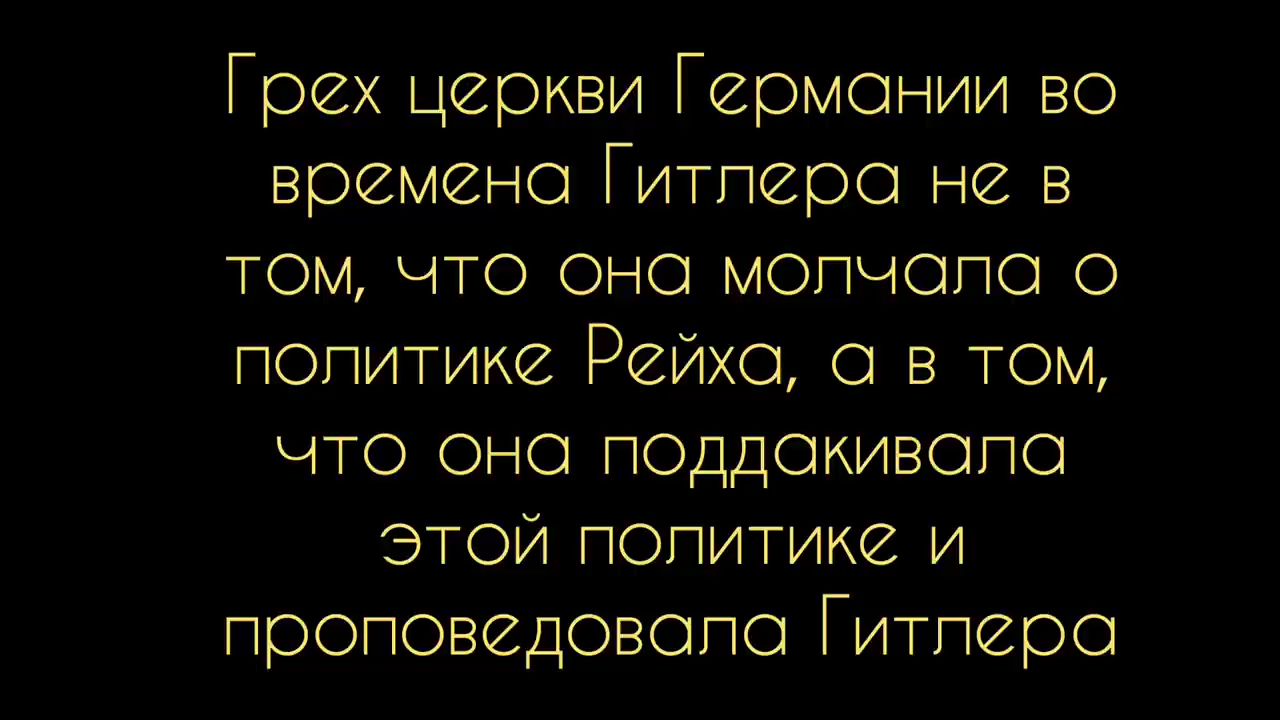 Грех церкви Германии во
времена Гитлера не в
том, что она молчала о
политике Рейха, а в том,
что она поддакивала
этой политике и
проповедовала Гитлера